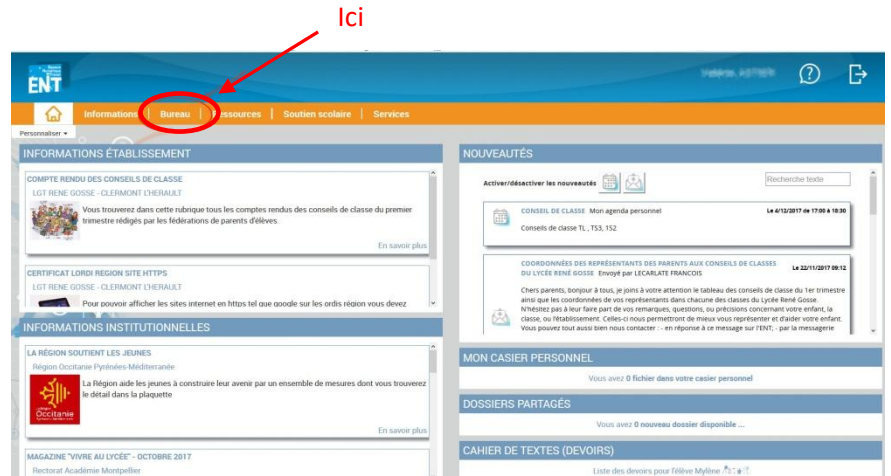 Ici
ENT
Informations | Bureau | Ressources | Soutien scolaire | Services
Personnaliser
INFORMATIONS ÉTABLISSEMENT
COMPTE RENDU DES CONSEILS DE CLASSE
LGT RENE GOSSE - CLERMONT L'HERAULT
Vous trouverez dans cette rubrique tous les comptes rendus des conseils de classe du premier
trimestre rédigés par les fédérations de parents d'élèves.
En savoir plus
CERTIFICAT LORDI REGION SITE HTTPS
LGT RENE GOSSE - CLERMONT L'HERAULT
Pour pouvoir afficher les sites internet en https tel que google sur les ordis région vous devez
INFORMATIONS INSTITUTIONNELLES
LA RÉGION SOUTIENT LES JEUNES
Région Occitanie Pyrénées-Méditerranée
La Région aide les jeunes à construire leur avenir par un ensemble de mesures dont vous trouverez
le détail dans la plaquette
Occitanie
En savoir plus
MAGAZINE "VIVRE AU LYCÉE" - OCTOBRE 2017
Rectorat Académie Montpellier
NOUVEAUTÉS
Activer/désactiver les nouveautés
Recherche texte
CONSEIL DE CLASSE Mon agenda personnel
Le 4/12/2017 de 17:00 à 18:30
Conseils de classe TL , TS3, 1S2
COORDONNÉES DES REPRÉSENTANTS DES PARENTS AUX CONSEILS DE CLASSES
DU LYCÉE RENÉ GOSSE Envoyé par LECARLATE FRANCOIS
Le 22/11/2017 09:12
Chers parents, bonjour à tous, je joins à votre attention le tableau des conseils de classe du 1er trimestre
ainsi que les coordonnées de vos représentants dans chacune des classes du Lycée René Gosse.
N'hésitez pas à leur faire part de vos remarques, questions, ou précisions concernant votre enfant, la
classe, ou l'établissement. Celles-ci nous permettront de mieux vous représenter et d'aider votre enfant.
Vous pouvez tout aussi bien nous contacter : - en réponse à ce message sur l'ENT; - par la messagerie
MON CASIER PERSONNEL
Vous avez 0 fichier dans votre casier personnel
DOSSIERS PARTAGÉS
Vous avez 0 nouveau dossier disponible ...
CAHIER DE TEXTES (DEVOIRS)
Liste des devoirs pour l'élève Mylène